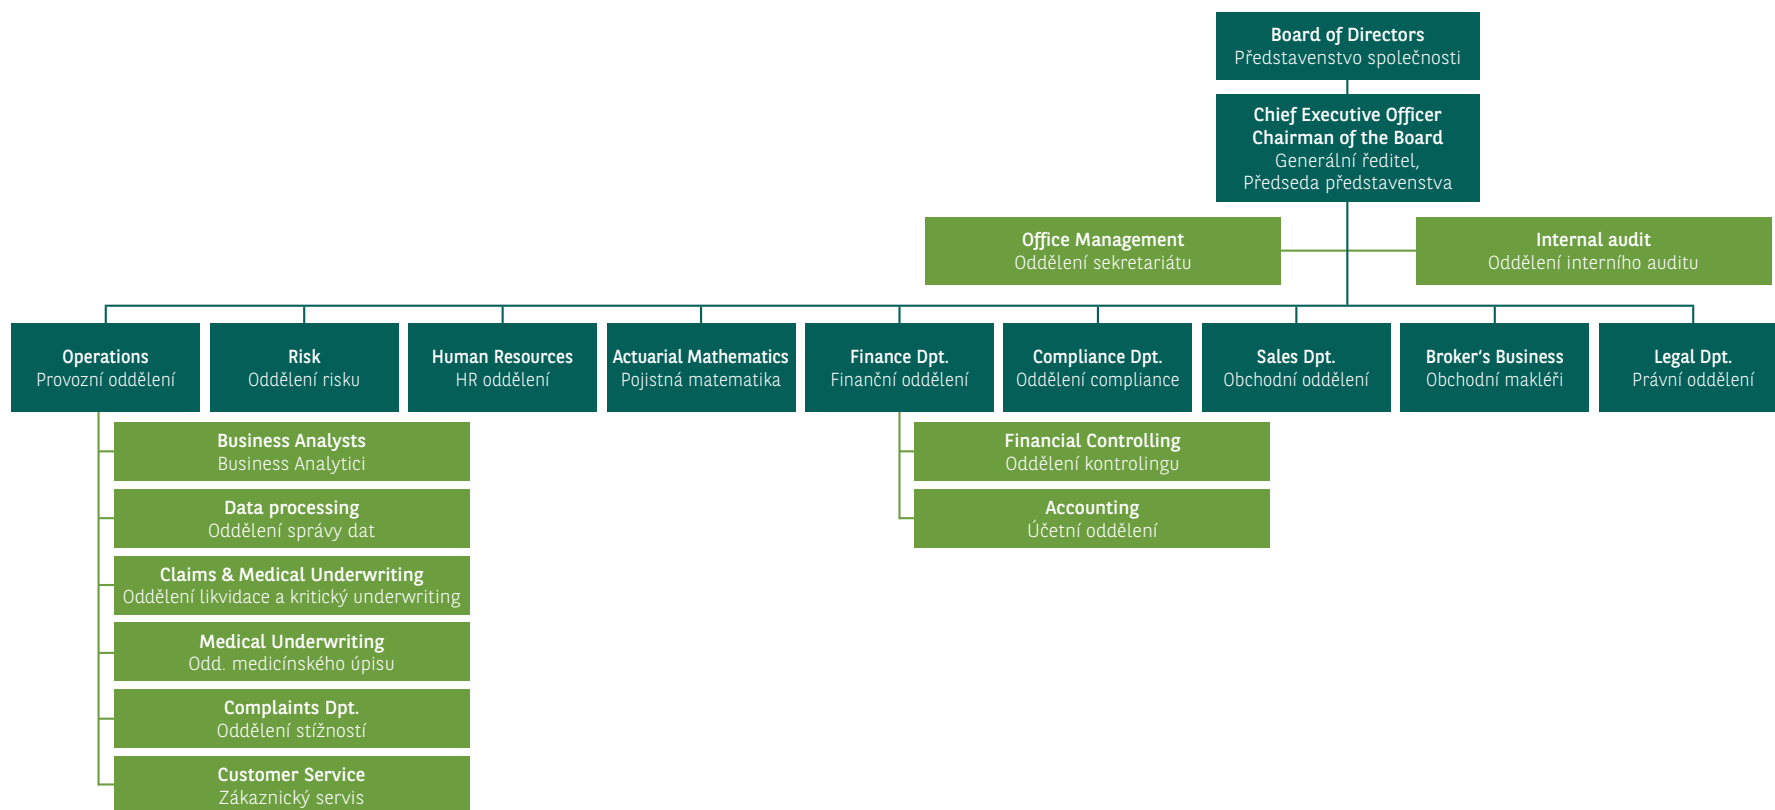 Board of Directors
Představenstvo společnosti
Chief Executive Officer
Chairman of the Board
Generální ředitel,
Předseda představenstva
Office Management
Oddělení sekretariátu
Internal audit
Oddělení interního auditu
Operations
Provozní oddělení
Risk
Oddělení risku
Human Resources
HR oddělení
Actuarial Mathematics
Pojistná matematika
Finance Dpt.
Finanční oddělení
Compliance Dpt.
Oddělení compliance
Sales Dpt.
Obchodní oddělení
Broker‘s Business
Obchodní makléři
Legal Dpt.
Právní oddělení
Business Analysts
Business Analytici
Data processing
Oddělení správy dat
Claims & Medical Underwriting
Oddělení likvidace a kritický underwriting
Medical Underwriting
Odd. medicínského úpisu
Complaints Dpt.
Oddělení stížností
Customer Service
Zákaznický servis
Financial Controlling
Oddělení kontrolingu
Accounting
Účetní oddělení